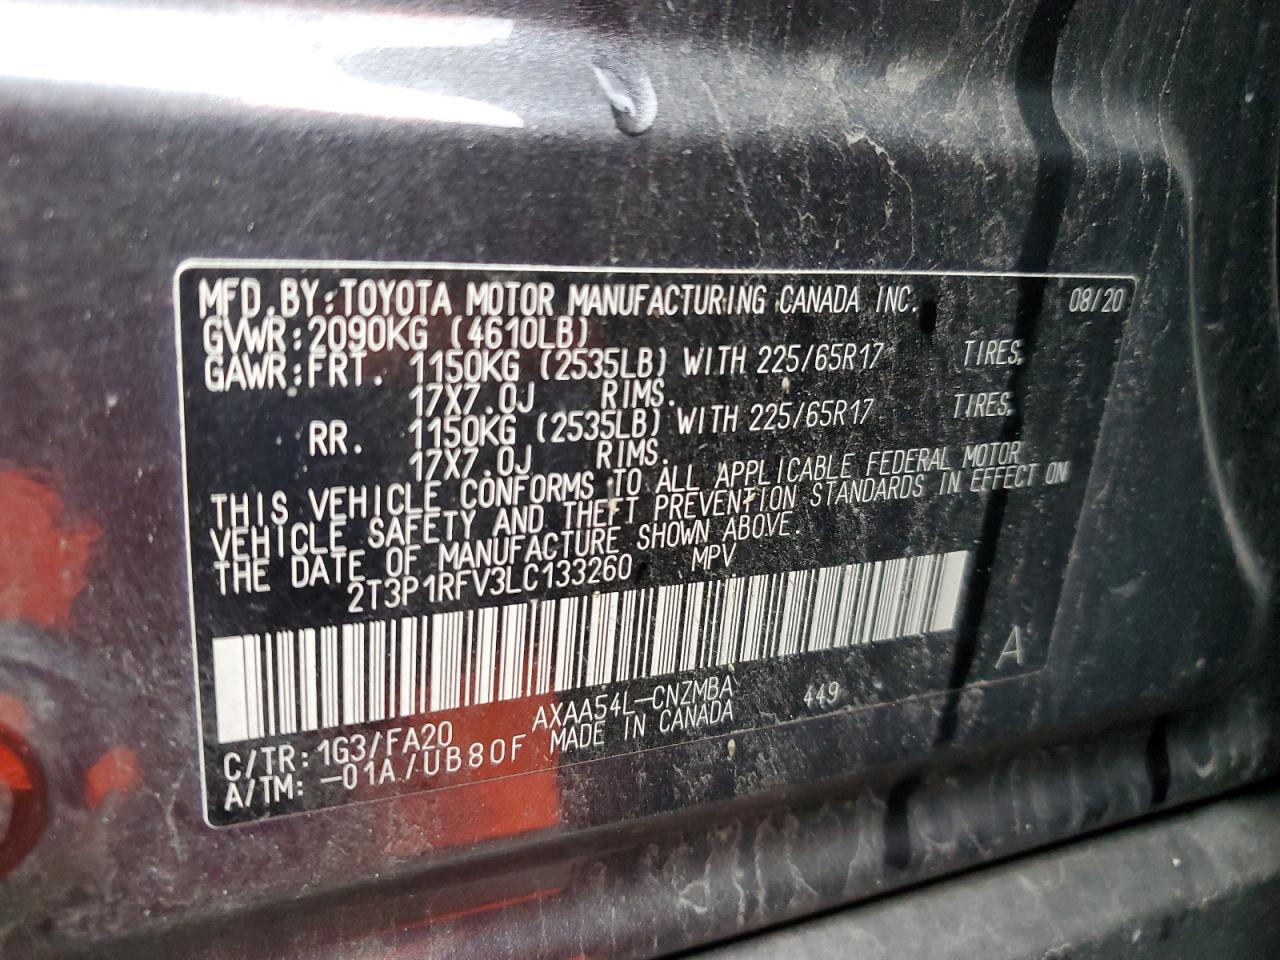 MFD.BY:TOYOTA MOTOR MANUFACTURING CANADA INC. 08/20
GVWR:2090KG (4610LB)
GAWR:FRT. 1150KG (2535LB) WITH 225/65R17 TIRES,
17X7.0J RIMS.
RR. 1150KG (2535LB) WITH 225/65R17 TIRES,
17X7.0J RIMS.
THIS VEHICLE CONFORMS TO ALL APPLICABLE FEDERAL MOTOR
VEHICLE SAFETY AND THEFT PREVENTION STANDARDS IN EFFECT ON
THE DATE OF MANUFACTURE SHOWN ABOVE.
2T3P1RFV3LC133260 MPV
A
C/TR: 1G3/FA20 AXAA54L-CNZMBA 449
A/TM: -01A/UB80F MADE IN CANADA